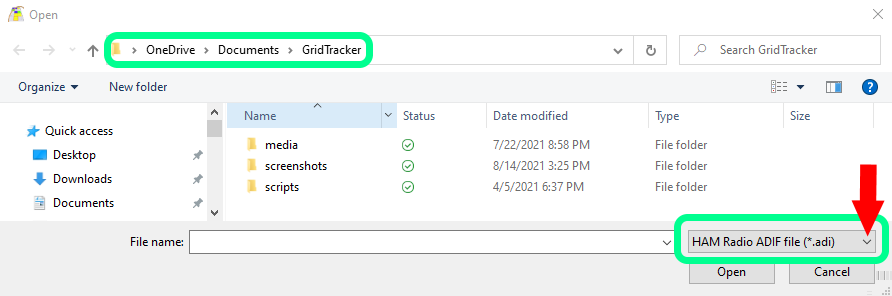 Open
OneDrive > Documents > GridTracker
Search GridTracker
Organize
New folder
?
Name Status Date modified Type Size
Quick access
Desktop
Downloads
Documents
media 7/22/2021 8:58 PM File folder
screenshots 8/14/2021 3:25 PM File folder
scripts 4/5/2021 6:37 PM File folder
File name:
HAM Radio ADIF file (*.adi)
Open
Cancel